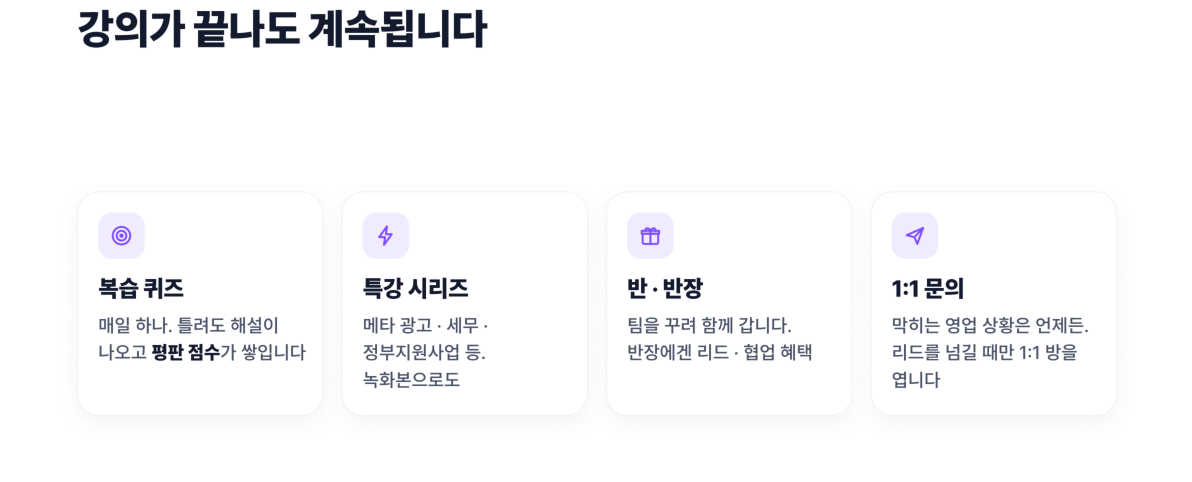 강의가 끝나도 계속됩니다
복습 퀴즈
매일 하나. 틀려도 해설이
나오고 평판 점수가 쌓입니다
특강 시리즈
메타 광고 · 세무 ·
정부지원사업 등.
녹화본으로도
반 · 반장
팀을 꾸려 함께 갑니다.
반장에겐 리드 · 협업 혜택
1:1 문의
막히는 영업 상황은 언제든.
리드를 넘길 때만 1:1 방을
엽니다